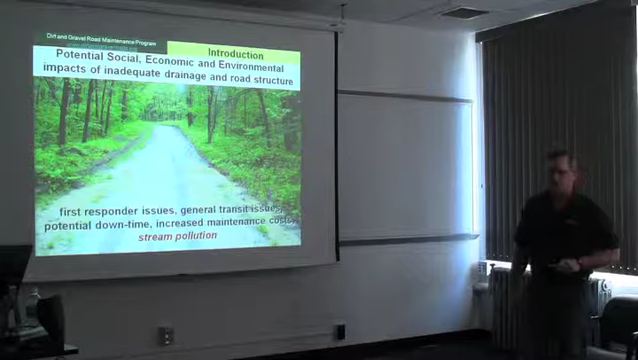 Dirt and Gravel Road Maintenance Program
Introduction
Potential Social, Economic and Environmental
impacts of inadequate drainage and road structure
first responder issues, general transit issues,
potential down-time, increased maintenance costs,
stream pollution